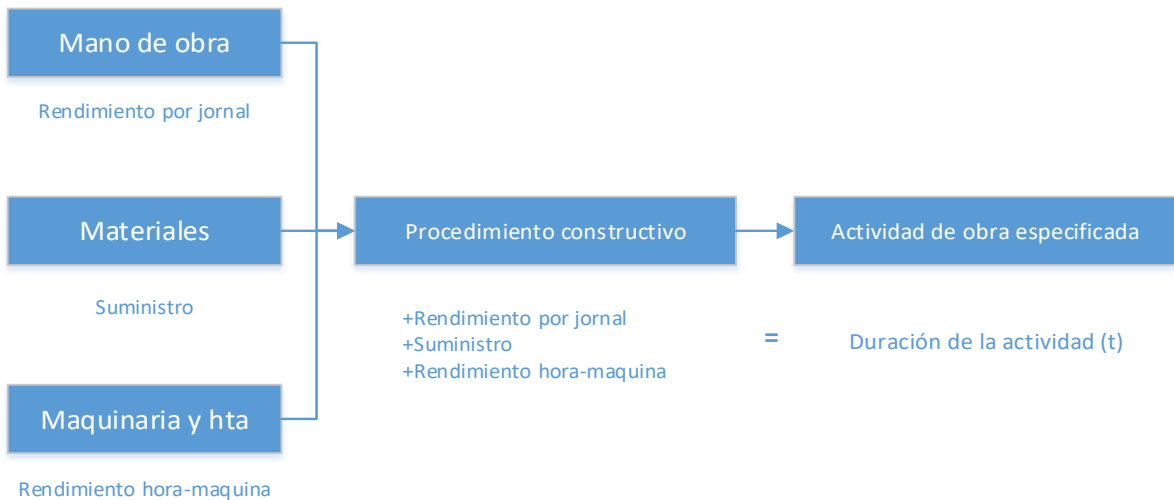 Mano de obra
Rendimiento por jornal
Materiales
Suministro
Maquinaria y hta
Rendimiento hora-maquina
Procedimiento constructivo
+Rendimiento por jornal
+Suministro
+Rendimiento hora-maquina
=
Actividad de obra especificada
Duración de la actividad (t)